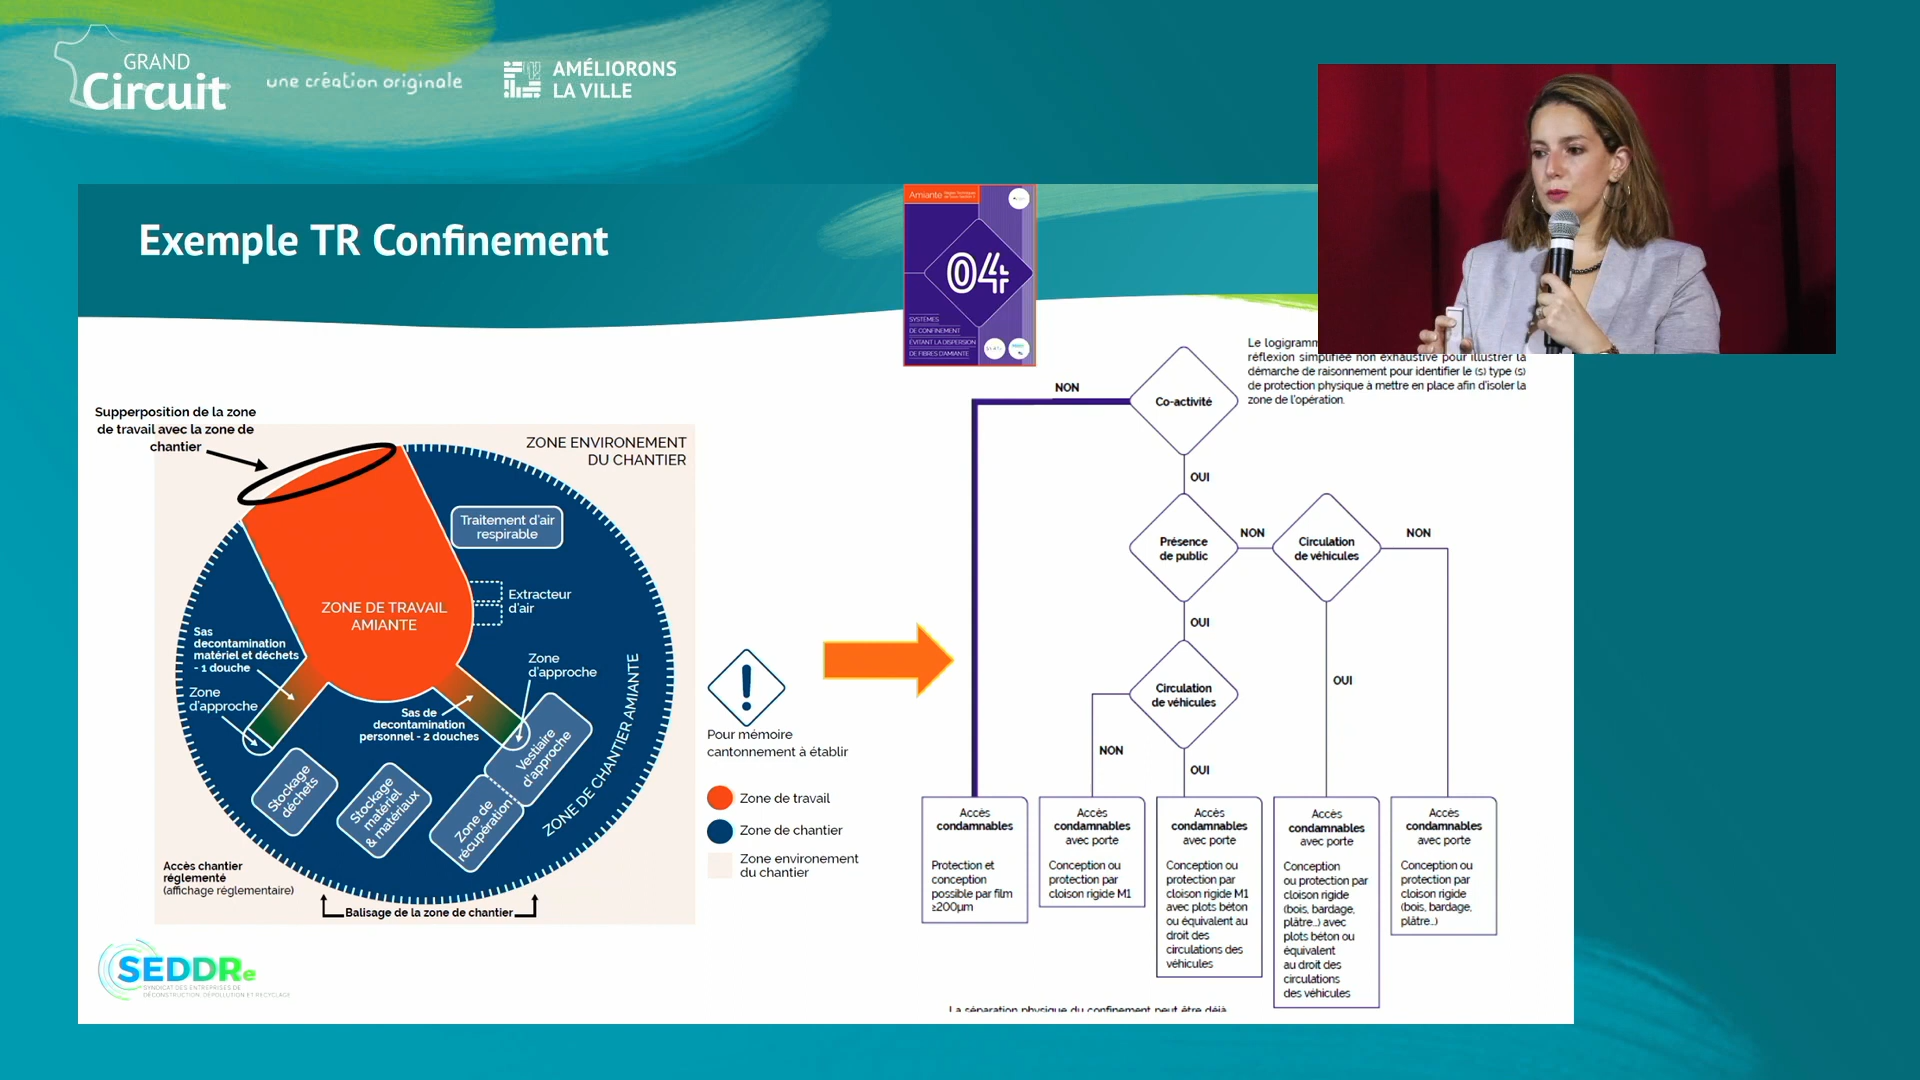 GRAND
Circuit
une création originale
AMÉLIORONS
LA VILLE
Exemple TR Confinement
Amiante
04
SYSTÈMES
DE CONFINEMENT
ÉVITANT LA DISPERSION
DE FIBRES D'AMIANTE
Supperposition de la zone
de travail avec la zone de
chantier
ZONE ENVIRONEMENT
DU CHANTIER
Traitement d'air
respirable
Extracteur
d'air
ZONE DE TRAVAIL
AMIANTE
Sas
decontamination
matériel et déchets
- 1 douche
Zone
d'approche
Zone
d'approche
Sas de
decontamination
personnel - 2 douches
Vestiaire
d'approche
Stockage
déchets
Stockage
matériel
& matériaux
Zone de
récupération
ZONE DE CHANTIER AMIANTE
Accès chantier
réglementé
(affichage réglementaire)
Balisage de la zone de chantier
Pour mémoire
cantonnement à établir
Zone de travail
Zone de chantier
Zone environement
du chantier
SEDDRe
SYNDICAT DES ENTREPRISES DE
DÉCONSTRUCTION, DÉPOLLUTION ET RECYCLAGE
Le logigramm
réflexion simplifiée non exhaustive pour illustrer la
démarche de raisonnement pour identifier le (s) type (s)
de protection physique à mettre en place afin d'isoler la
zone de l'opération.
NON
Co-activité
OUI
Présence
de public
NON
Circulation
de véhicules
NON
OUI
Circulation
de véhicules
OUI
NON
OUI
Accès
condamnables
Protection et
conception
possible par film
≥200µm
Accès
condamnables
avec porte
Conception ou
protection par
cloison rigide M1
Accès
condamnables
avec porte
Conception ou
protection par
cloison rigide M1
avec plots béton
ou équivalent au
droit des
circulations des
véhicules
Accès
condamnables
avec porte
Conception
ou protection par
cloison rigide
(bois, bardage,
plâtre...) avec
plots béton ou
équivalent
au droit des
circulations
des véhicules
Accès
condamnables
avec porte
Conception ou
protection par
cloison rigide
(bois, bardage,
plâtre...)
La séparation physique du confinement peut être déjà